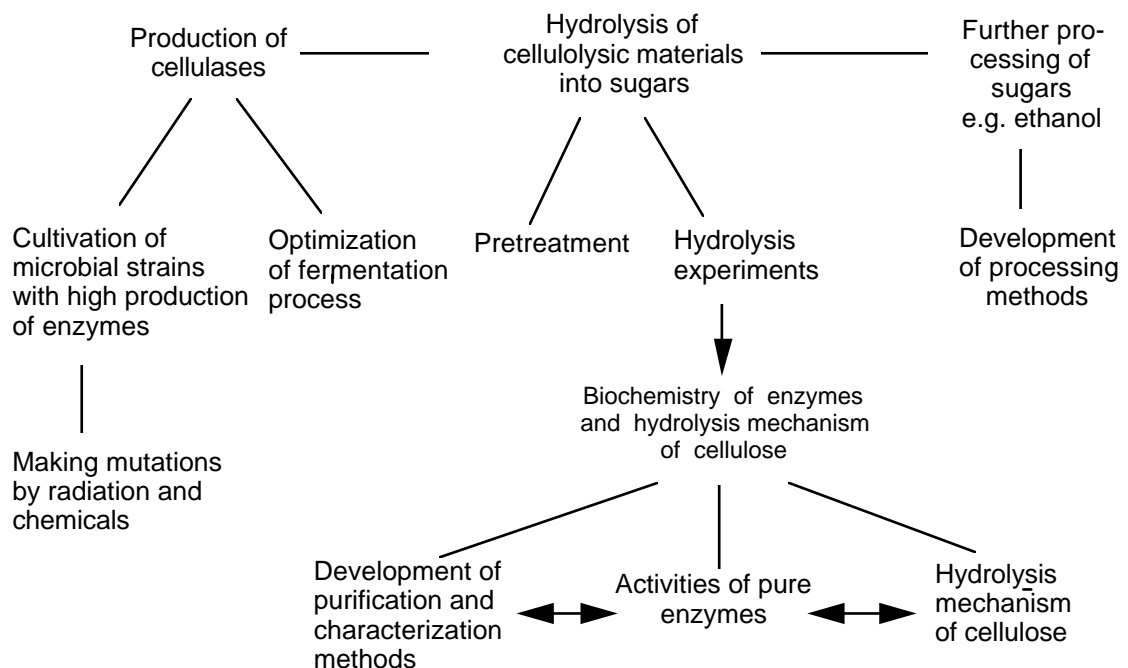 Production of
cellulases
Hydrolysis of
cellulolysic materials
into sugars
Further pro-
cessing of
sugars
e.g. ethanol
Cultivation of
microbial strains
with high production
of enzymes
Optimization
of fermentation
process
Pretreatment
Hydrolysis
experiments
Development
of processing
methods
Biochemistry of enzymes
and hydrolysis mechanism
of cellulose
Making mutations
by radiation and
chemicals
Development of
purification and
characterization
methods
Activities of pure
enzymes
Hydrolysis
mechanism
of cellulose